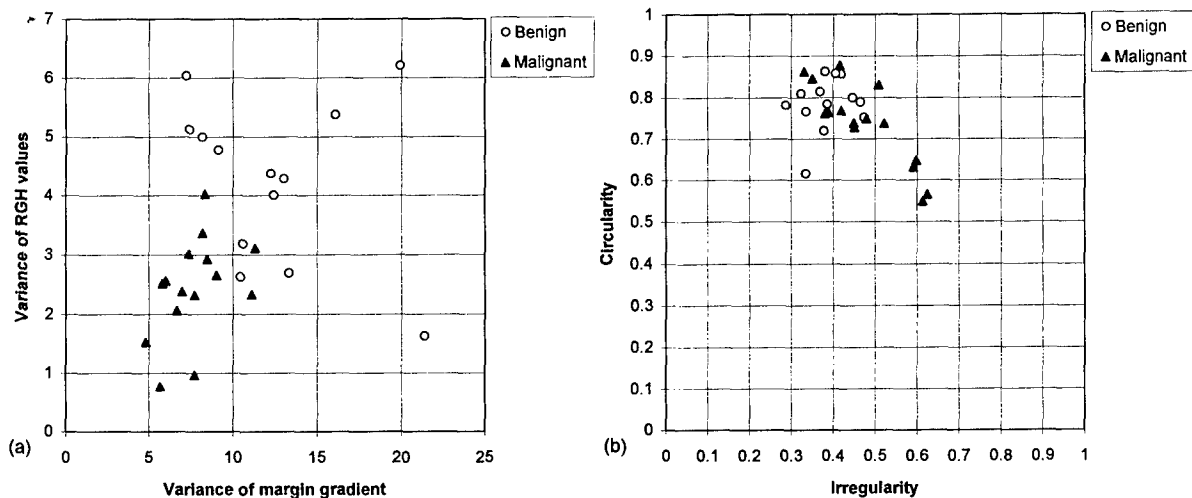 7
6
5
4
3
2
1
0
Variance of RGH values
0 5 10 15 20 25
Variance of margin gradient
(a)
Benign
Malignant
1
0.9
0.8
0.7
0.6
0.5
0.4
0.3
0.2
0.1
0
Circularity
0 0.1 0.2 0.3 0.4 0.5 0.6 0.7 0.8 0.9 1
Irregularity
(b)
Benign
Malignant